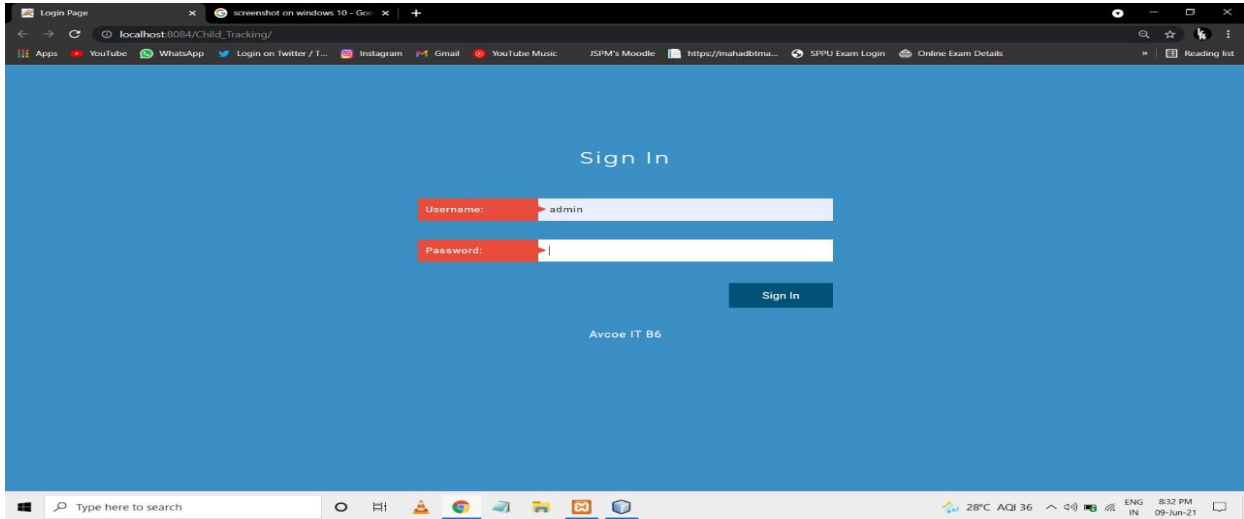 Login Page
screenshot on windows 10 - Goo
localhost:8084/Child_Tracking/
Apps YouTube WhatsApp Login on Twitter / T... Instagram Gmail YouTube Music JSPM's Moodle https://mahadbtma... SPPU Exam Login Online Exam Details » Reading list
Sign In
Username: admin
Password:
Sign In
Avcoe IT B6
Type here to search
28°C AQI 36 ENG 8:32 PM
IN 09-Jun-21